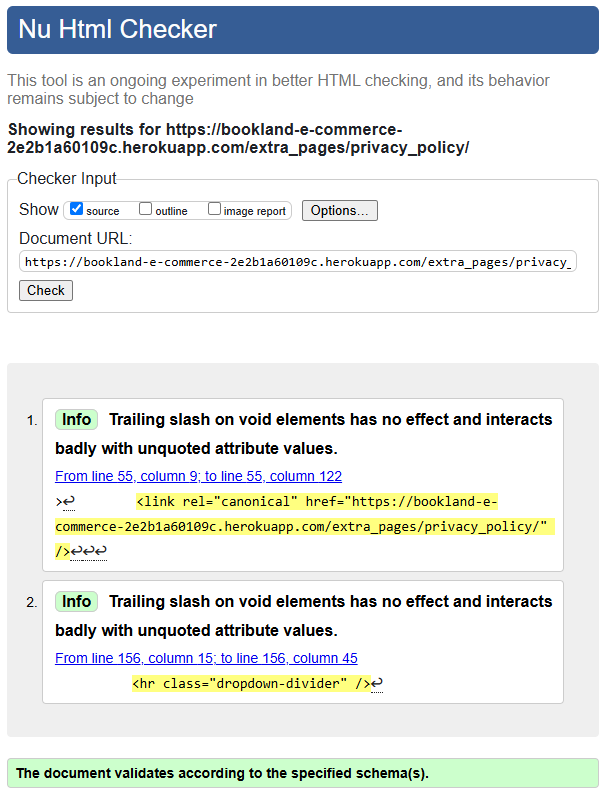 Nu Html Checker
This tool is an ongoing experiment in better HTML checking, and its behavior
remains subject to change
Showing results for https://bookland-e-commerce-
2e2b1a60109c.herokuapp.com/extra_pages/privacy_policy/
Checker Input
Show source outline image report Options...
Document URL:
https://bookland-e-commerce-2e2b1a60109c.herokuapp.com/extra_pages/privacy_
Check
1. Info Trailing slash on void elements has no effect and interacts
badly with unquoted attribute values.
From line 55, column 9; to line 55, column 122
>↩ <link rel="canonical" href="https://bookland-e-
commerce-2e2b1a60109c.herokuapp.com/extra_pages/privacy_policy/"
/>↩↩↩
2. Info Trailing slash on void elements has no effect and interacts
badly with unquoted attribute values.
From line 156, column 15; to line 156, column 45
<hr class="dropdown-divider" />↩
The document validates according to the specified schema(s).